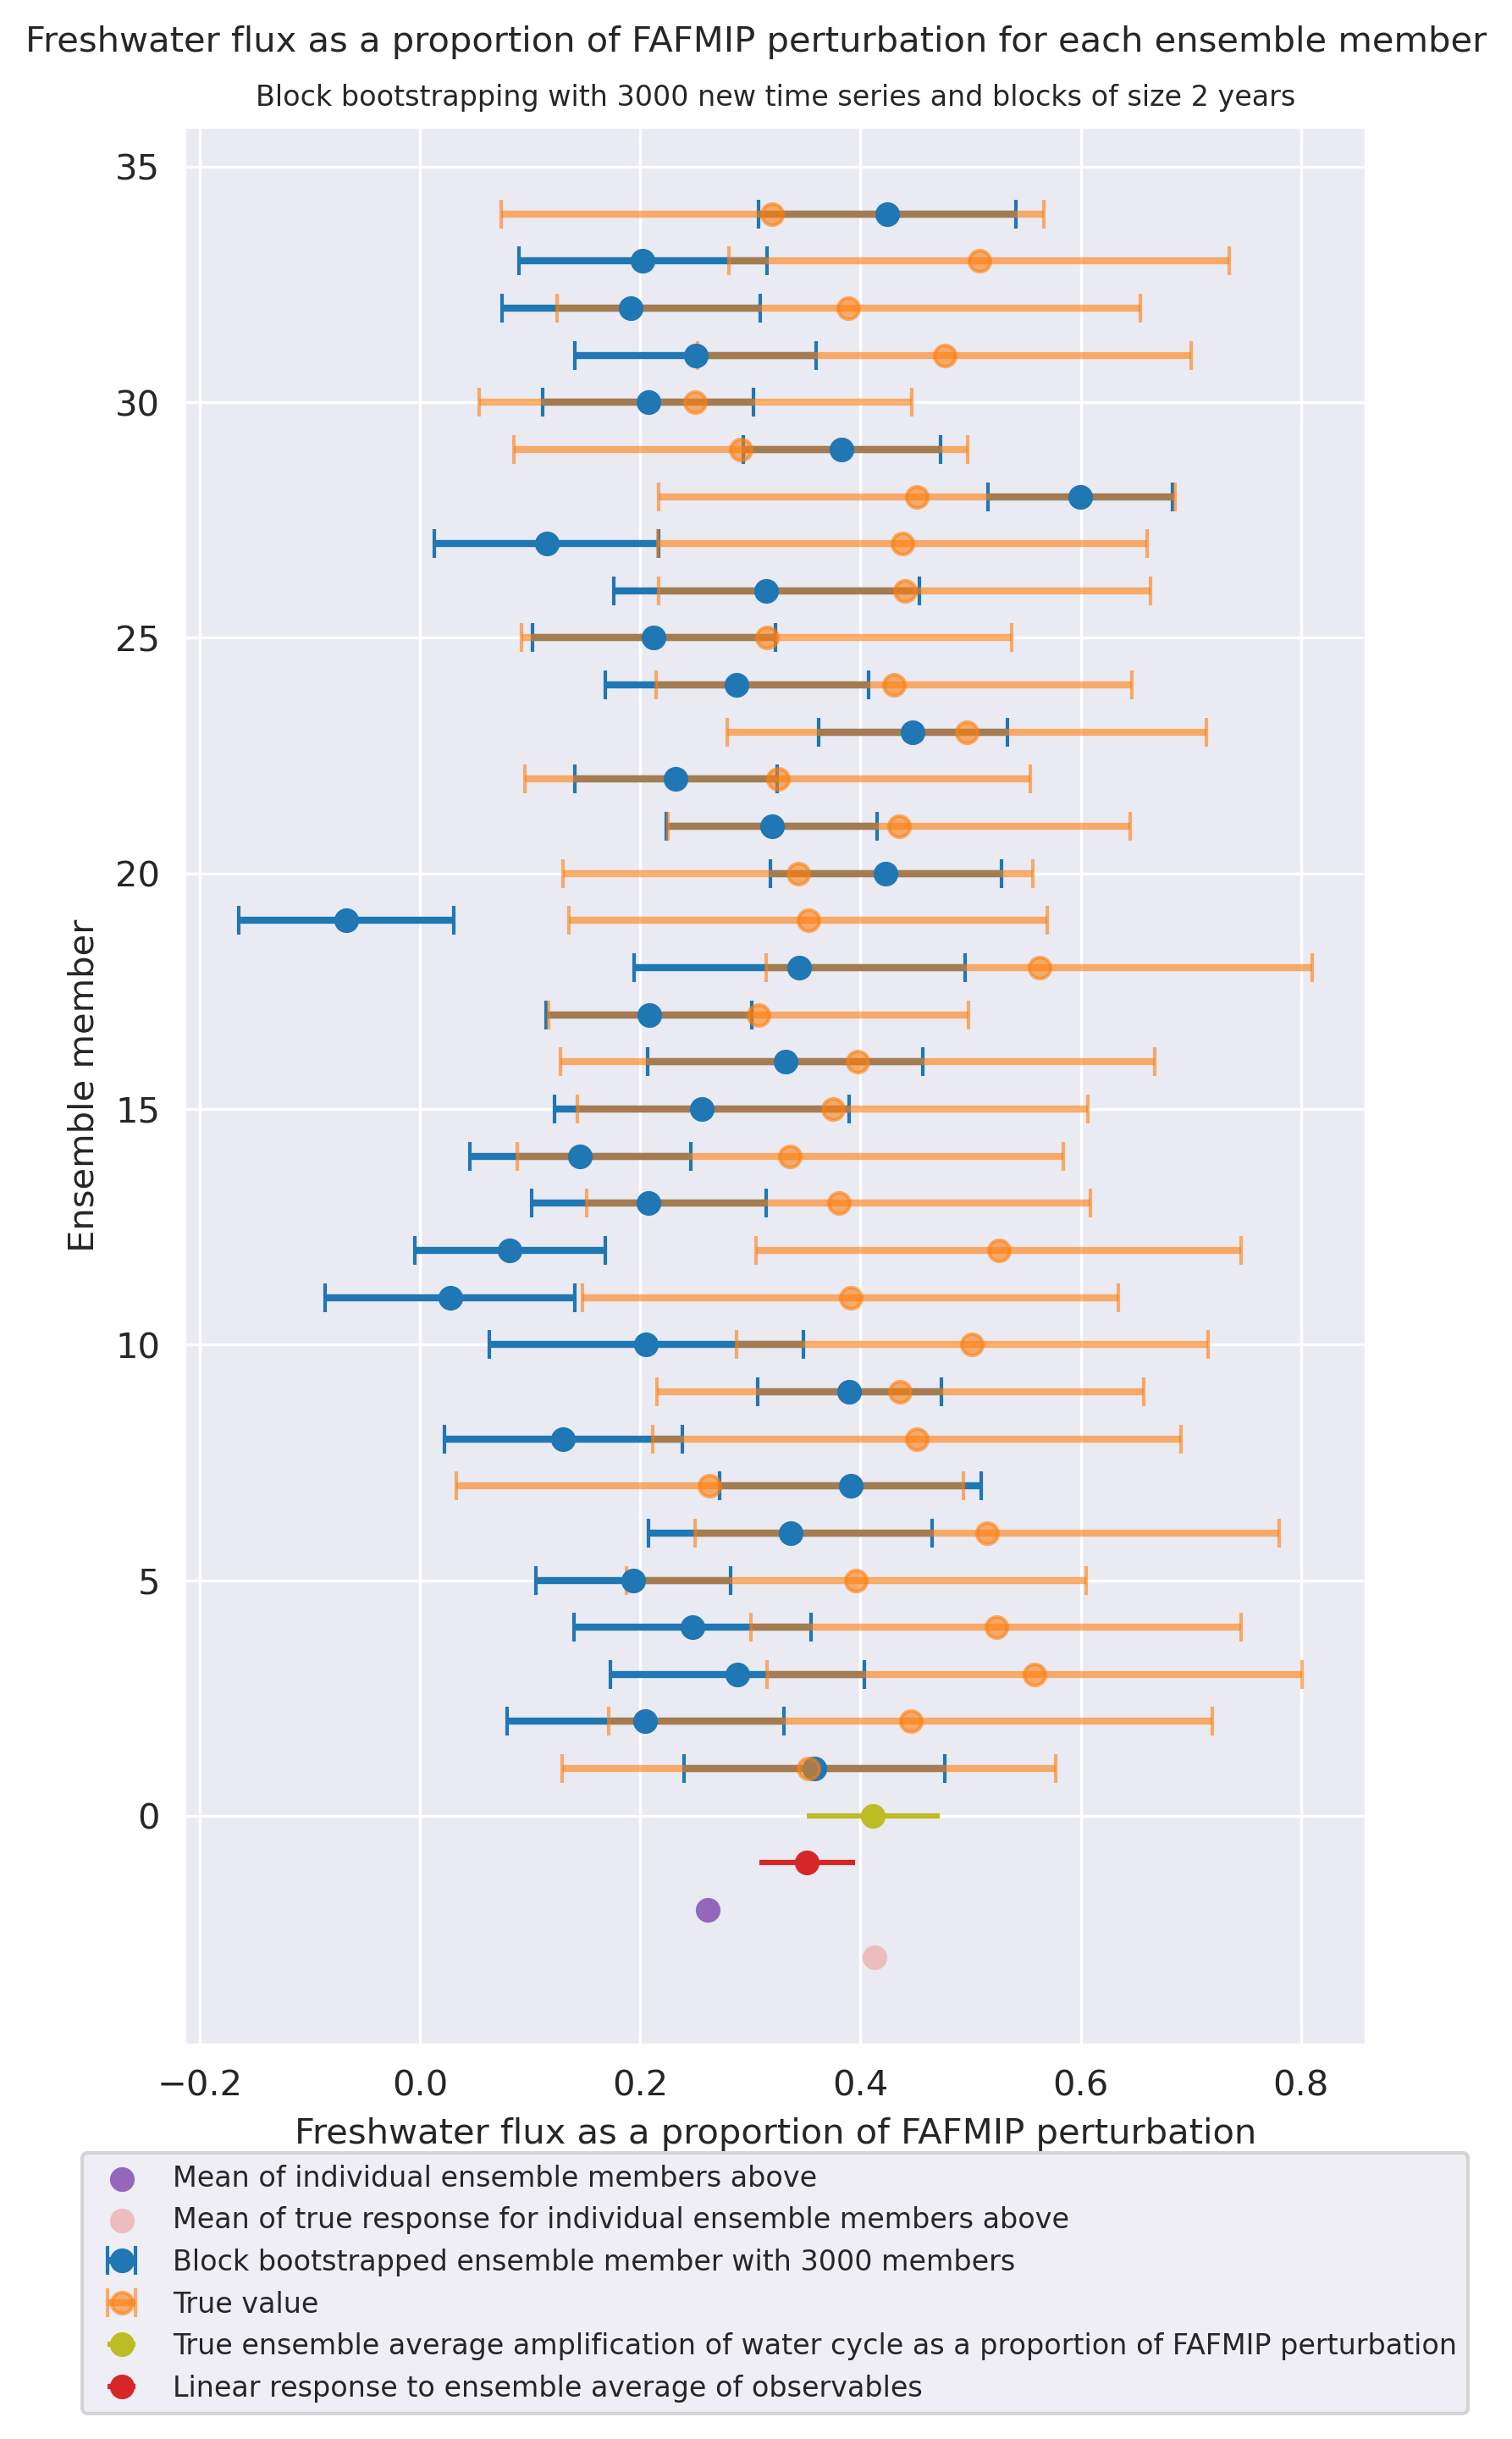 Freshwater flux as a proportion of FAFMIP perturbation for each ensemble member
Block bootstrapping with 3000 new time series and blocks of size 2 years
35
30
25
20
15
10
5
0
Ensemble member
−0.2 0.0 0.2 0.4 0.6 0.8
Freshwater flux as a proportion of FAFMIP perturbation
Mean of individual ensemble members above
Mean of true response for individual ensemble members above
Block bootstrapped ensemble member with 3000 members
True value
True ensemble average amplification of water cycle as a proportion of FAFMIP perturbation
Linear response to ensemble average of observables